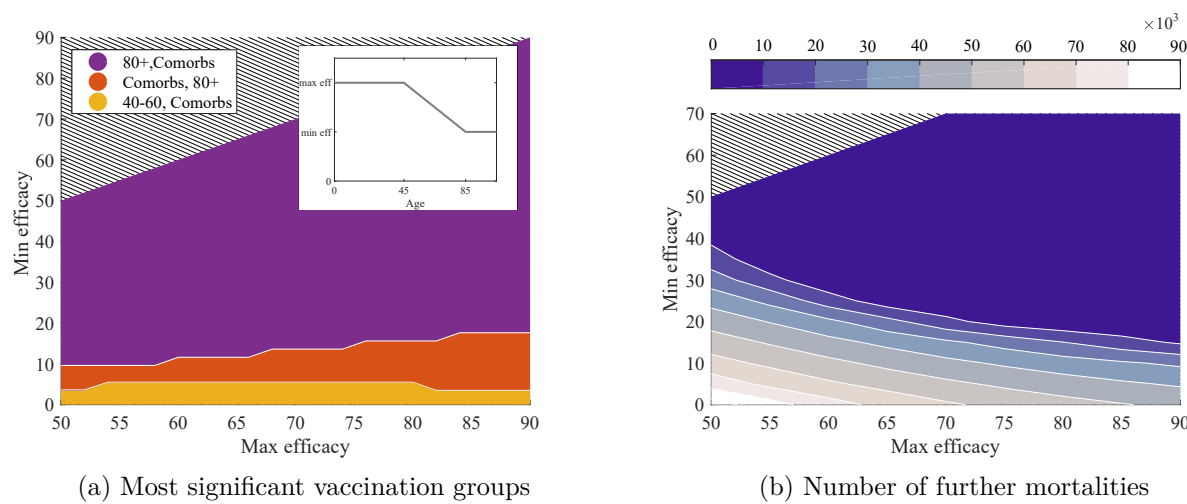 90
80
70
60
50
40
30
20
10
0
Min efficacy
80+,Comorbs
Comorbs, 80+
40-60, Comorbs
max eff
min eff
0
0 45 85
Age
50 55 60 65 70 75 80 85 90
Max efficacy
(a) Most significant vaccination groups
×10³
0 10 20 30 40 50 60 70 80 90
70
60
50
40
30
20
10
0
Min efficacy
50 55 60 65 70 75 80 85 90
Max efficacy
(b) Number of further mortalities